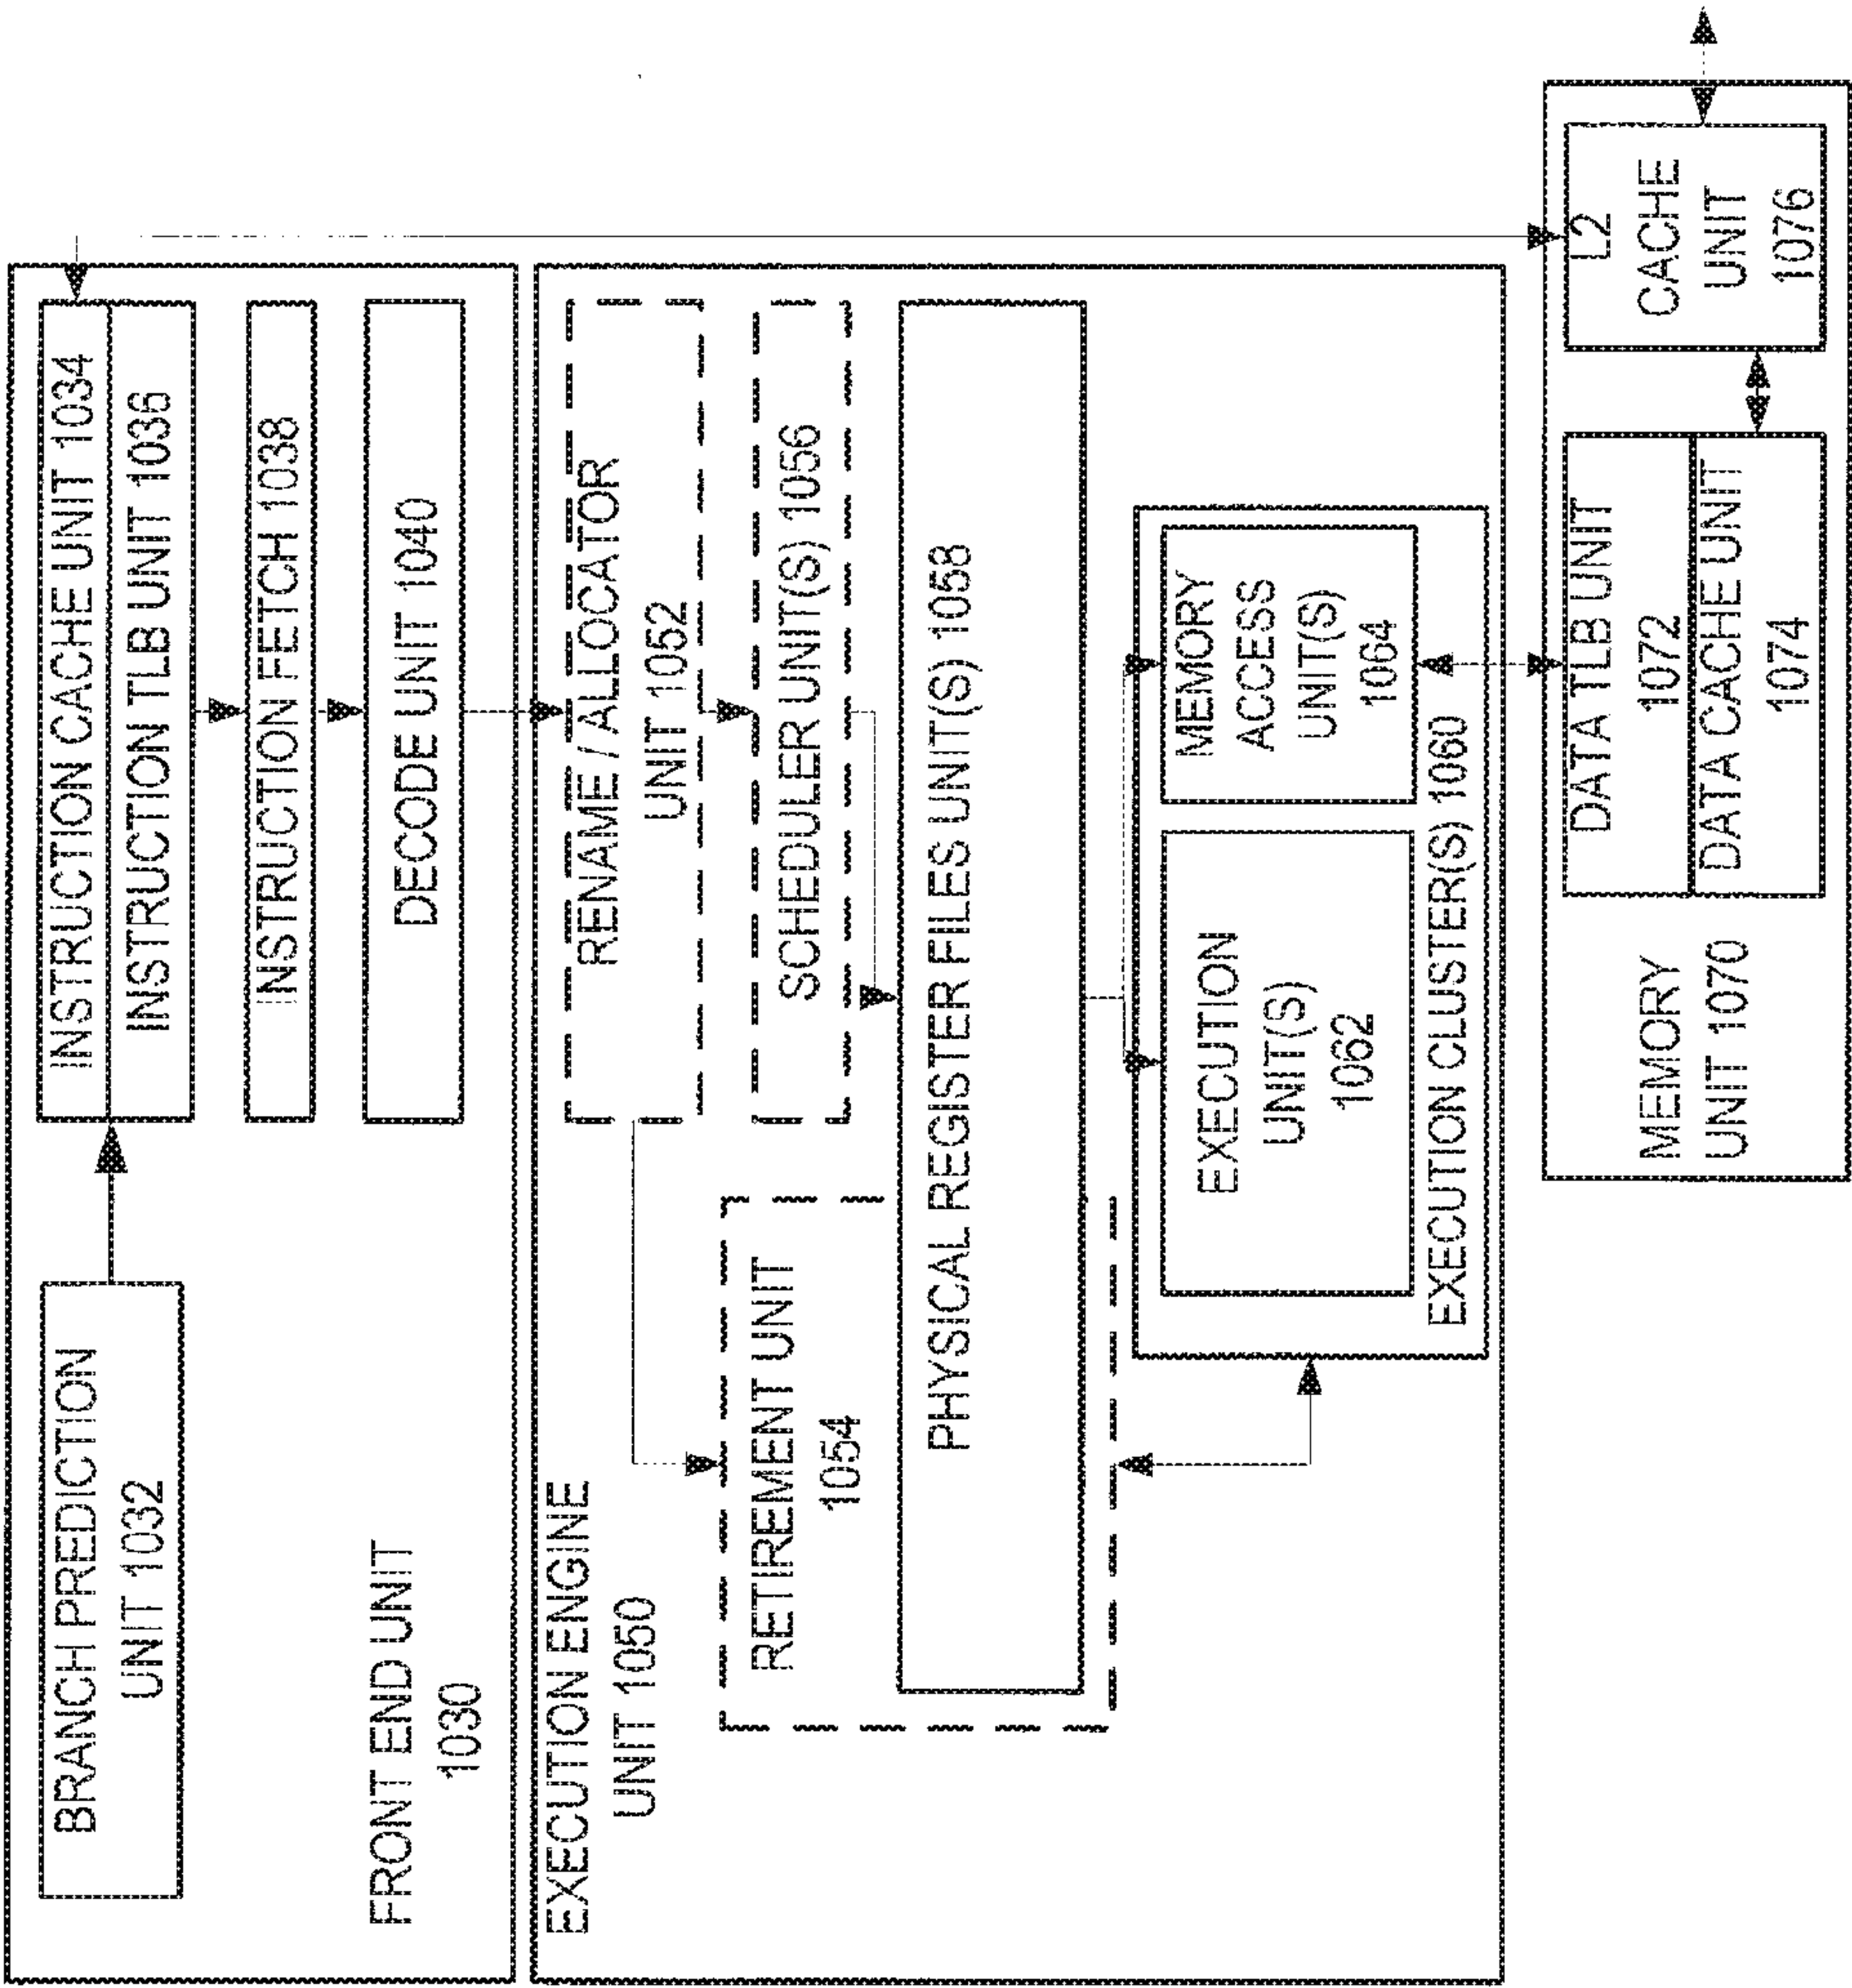 BRANCH PREDICTION
UNIT 1032
INSTRUCTION CACHE UNIT 1034
INSTRUCTION TLB UNIT 1036
INSTRUCTION FETCH 1038
DECODE UNIT 1040
FRONT END UNIT
1030
EXECUTION ENGINE
UNIT 1050
RENAME / ALLOCATOR
UNIT 1052
RETIREMENT UNIT
1054
SCHEDULER UNIT(S) 1056
PHYSICAL REGISTER FILES UNIT(S) 1058
EXECUTION
UNIT(S)
1062
MEMORY
ACCESS
UNIT(S)
1064
EXECUTION CLUSTER(S) 1060
MEMORY
UNIT 1070
DATA TLB UNIT
1072
DATA CACHE UNIT
1074
L2
CACHE
UNIT
1076